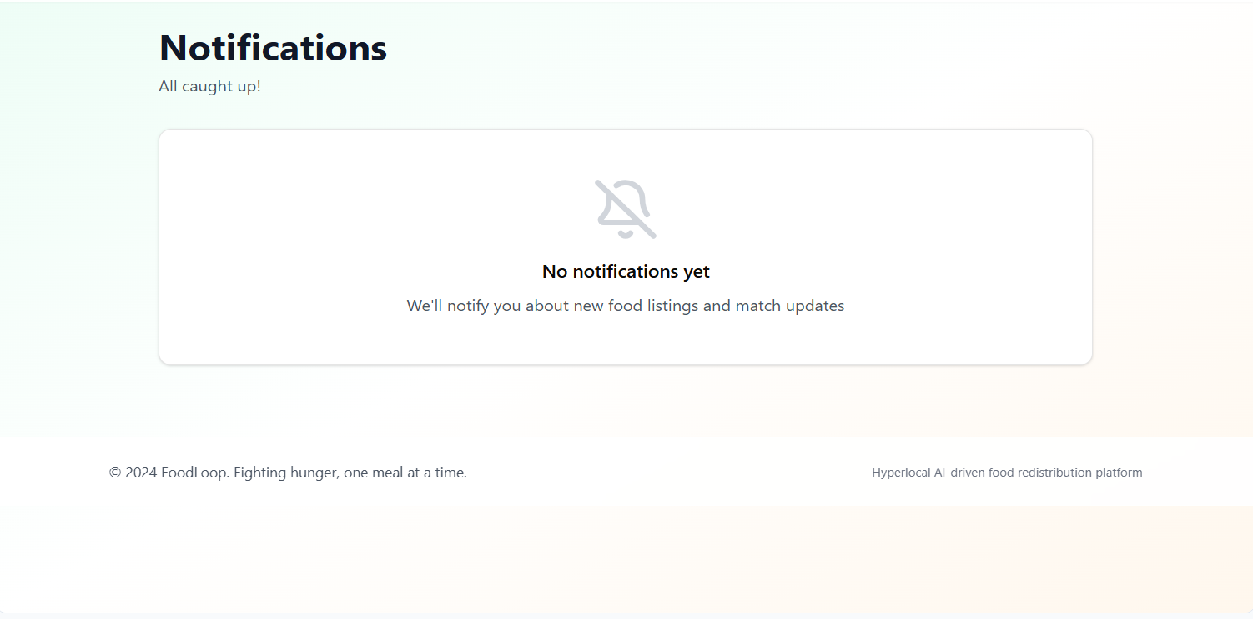 Notifications
All caught up!
No notifications yet
We'll notify you about new food listings and match updates
© 2024 FoodLoop. Fighting hunger, one meal at a time.
Hyperlocal AI-driven food redistribution platform